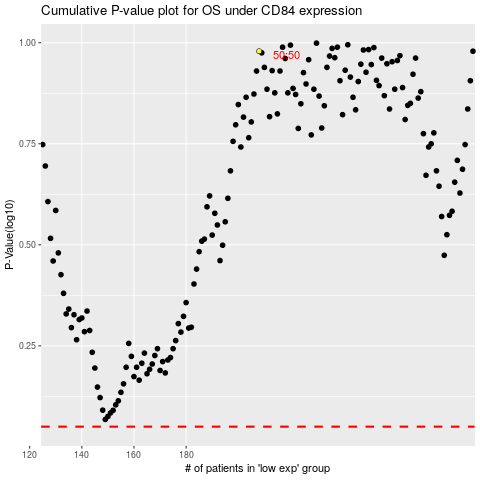 Cumulative P-value plot for OS under CD84 expression
1.00
0.75
0.50
0.25
P-Value(log10)
50:50
120 140 160 180
# of patients in 'low exp' group